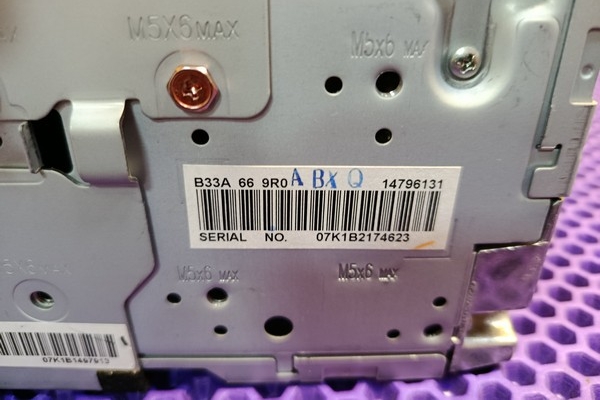 M5X6 MAX
M5x6 MAX
B33A 66 9R0 A BX Q 14796131
SERIAL NO. 07K1B2174623
M5x6 MAX
M5x6 MAX